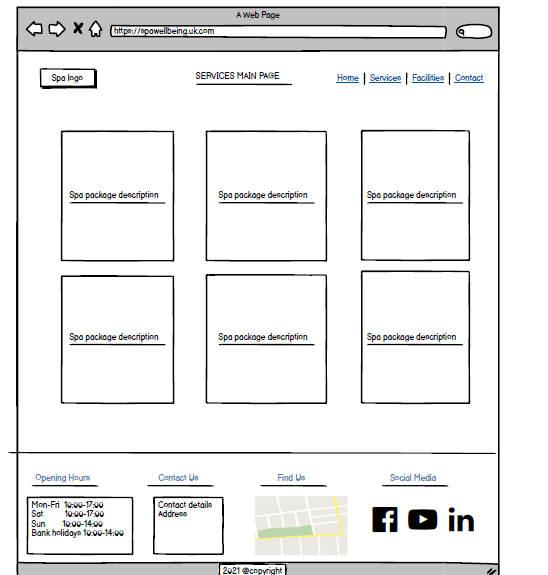 A Web Page
https://spawellbeing.uk.com
Spa logo
SERVICES MAIN PAGE
Home | Services | Facilities | Contact
Spa package description
Spa package description
Spa package description
Spa package description
Spa package description
Spa package description
Opening Hours
Mon-Fri 10:00-17:00
Sat 10:00-17:00
Sun 10:00-14:00
Bank holidays 10:00-14:00
Contact Us
Contact details
Address
Find Us
Social Media
2021 @copyright